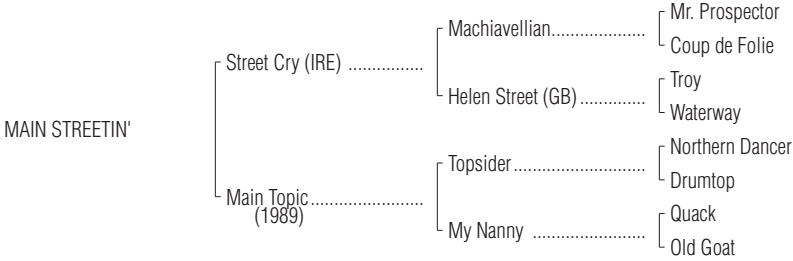 Mr. Prospector
Machiavellian....................
Coup de Folie
Street Cry (IRE) ................
Troy
Helen Street (GB)..............
Waterway
MAIN STREETIN'
Northern Dancer
Topsider............................
Drumtop
Main Topic........................
(1989)
Quack
My Nanny ........................
Old Goat